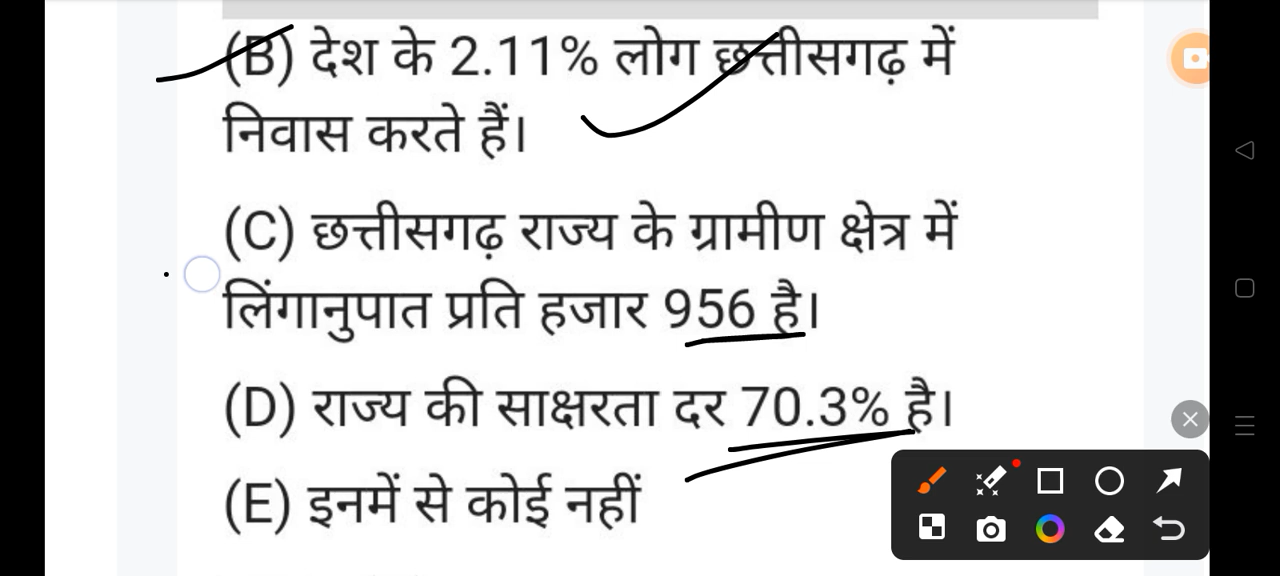 (B) देश के 2.11% लोग छत्तीसगढ़ में
निवास करते हैं।
(C) छत्तीसगढ़ राज्य के ग्रामीण क्षेत्र में
लिंगानुपात प्रति हजार 956 है।
(D) राज्य की साक्षरता दर 70.3% है।
(E) इनमें से कोई नहीं